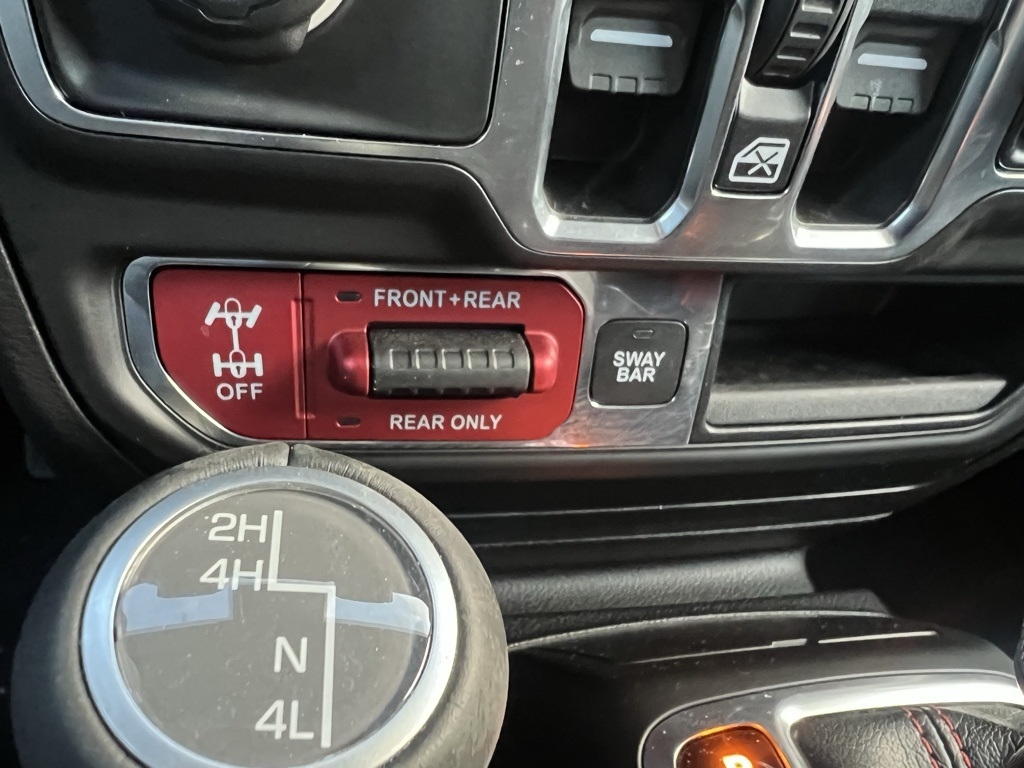 FRONT+REAR
OFF
REAR ONLY
SWAY
BAR
2H
4H
N
4L